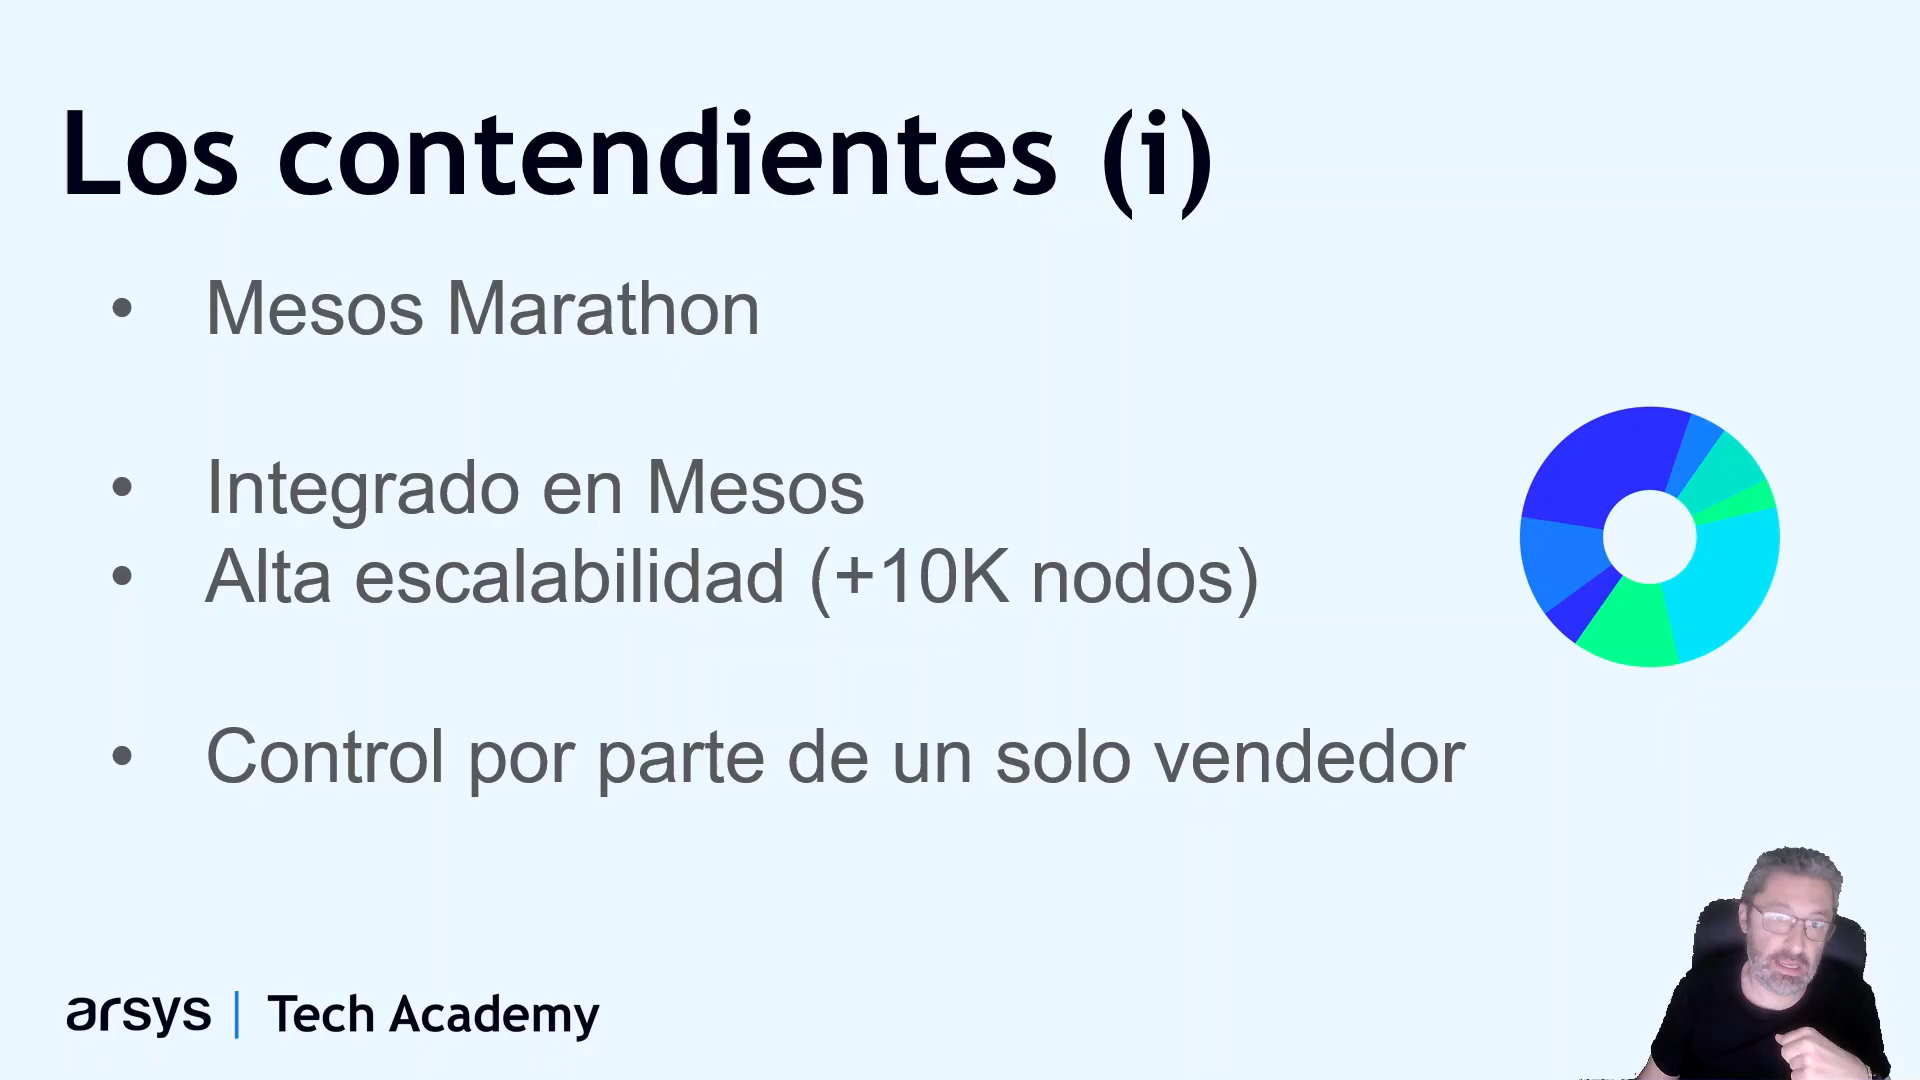 Los contendientes (i)
• Mesos Marathon
• Integrado en Mesos
• Alta escalabilidad (+10K nodos)
• Control por parte de un solo vendedor
arsys | Tech Academy